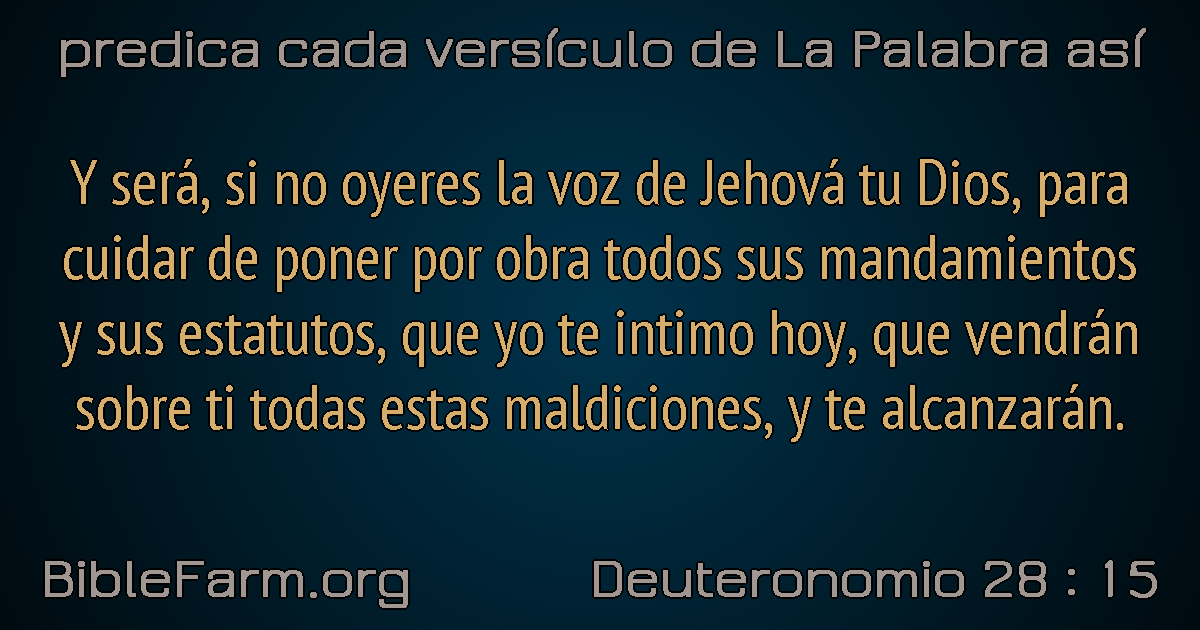 predica cada versículo de La Palabra así
Y será, si no oyeres la voz de Jehová tu Dios, para
cuidar de poner por obra todos sus mandamientos
y sus estatutos, que yo te intimo hoy, que vendrán
sobre ti todas estas maldiciones, y te alcanzarán.
BibleFarm.org
Deuteronomio 28 : 15